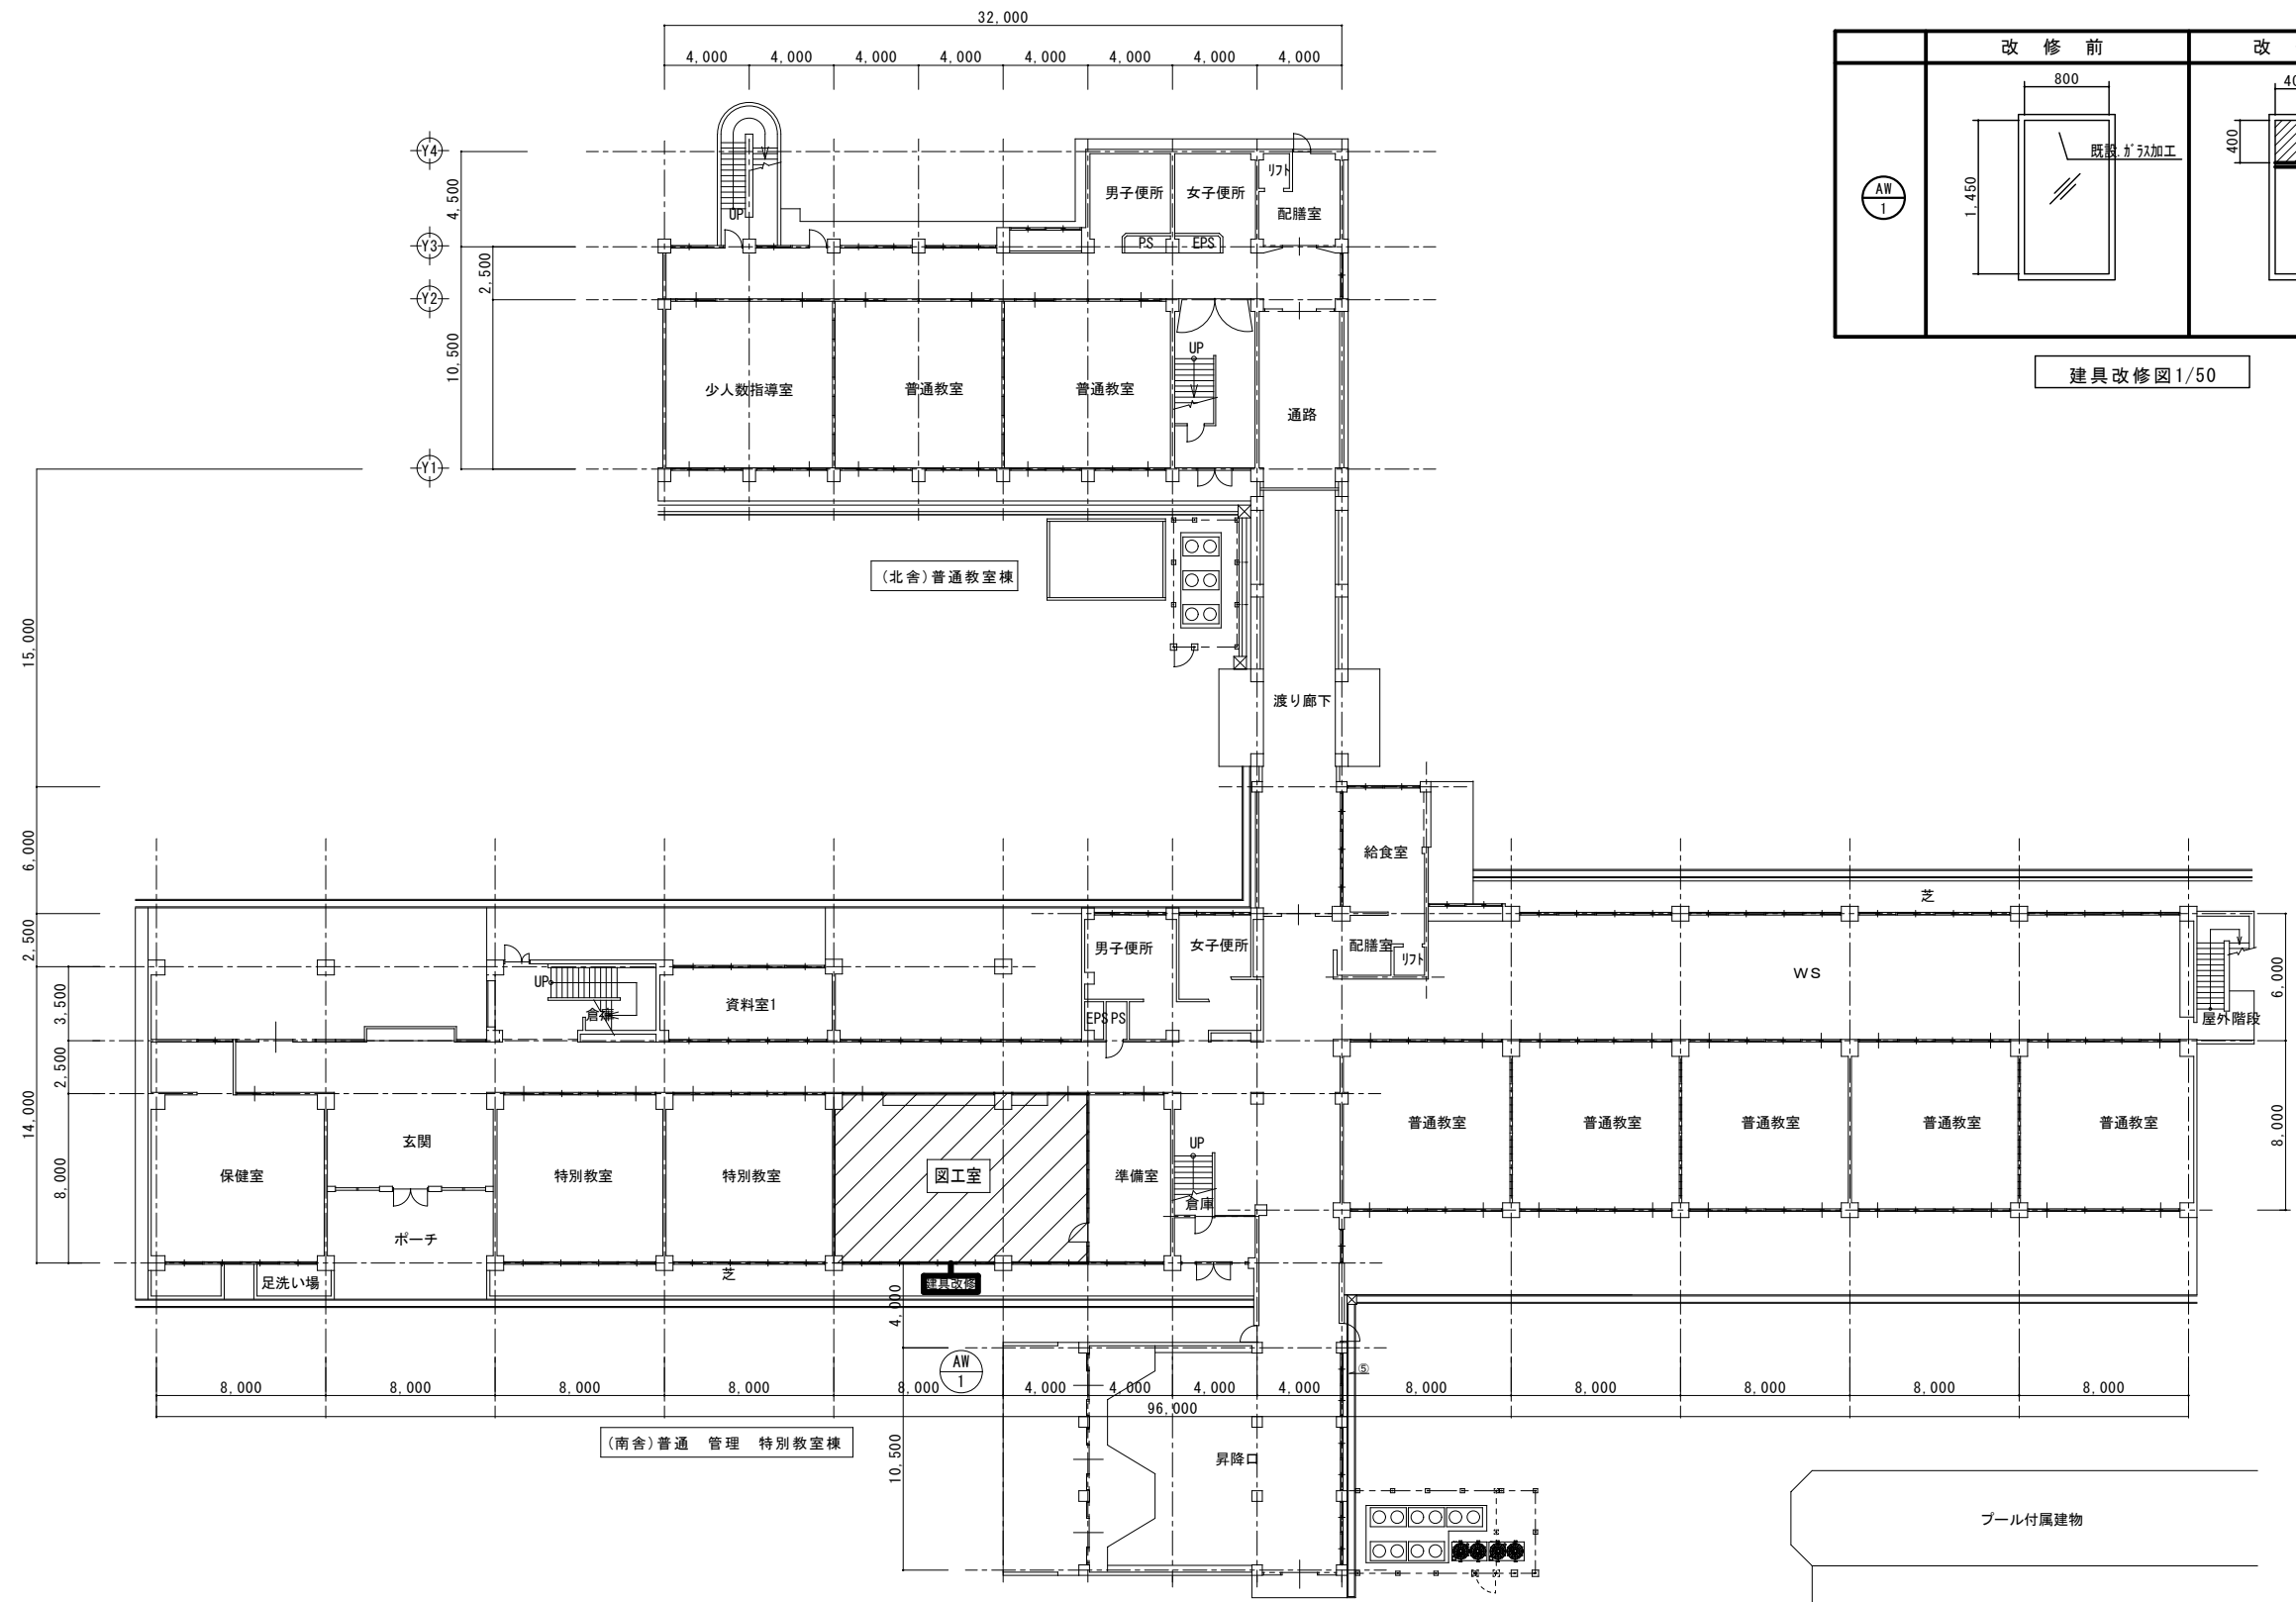 32,000
4,000 4,000 4,000 4,000 4,000 4,000 4,000 4,000
改 修 前
改
800
40
400
1,450
既設.ｶﾞﾗｽ加工
AW
1
建具改修図1/50
Y4
4,500
Y3
2,500
Y2
10,500
Y1
UP
男子便所
女子便所
ﾘﾌﾄ
配膳室
PS
EPS
少人数指導室
普通教室
普通教室
UP
通路
(北舎)普通教室棟
渡り廊下
15,000
6,000
2,500
3,500
2,500
14,000
8,000
給食室
芝
男子便所
女子便所
配膳室
ﾘﾌﾄ
WS
6,000
屋外階段
UP
倉庫
資料室1
EPS
PS
保健室
玄関
ポーチ
特別教室
特別教室
図工室
準備室
UP
倉庫
普通教室
普通教室
普通教室
普通教室
普通教室
8,000
足洗い場
芝
建具改修
4,000
AW
1
⑤
8,000 8,000 8,000 8,000 8,000 4,000 4,000 4,000 4,000 8,000 8,000 8,000 8,000 8,000
96,000
(南舎)普通 管理 特別教室棟
10,500
昇降口
プール付属建物